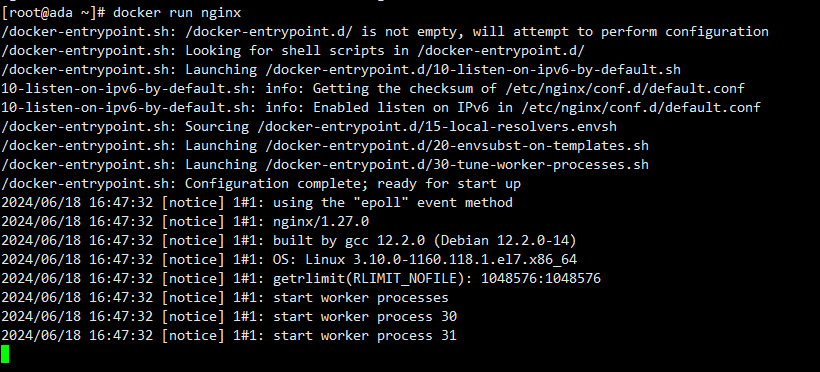 [root@ada ~]# docker run nginx
/docker-entrypoint.sh: /docker-entrypoint.d/ is not empty, will attempt to perform configuration
/docker-entrypoint.sh: Looking for shell scripts in /docker-entrypoint.d/
/docker-entrypoint.sh: Launching /docker-entrypoint.d/10-listen-on-ipv6-by-default.sh
10-listen-on-ipv6-by-default.sh: info: Getting the checksum of /etc/nginx/conf.d/default.conf
10-listen-on-ipv6-by-default.sh: info: Enabled listen on IPv6 in /etc/nginx/conf.d/default.conf
/docker-entrypoint.sh: Sourcing /docker-entrypoint.d/15-local-resolvers.envsh
/docker-entrypoint.sh: Launching /docker-entrypoint.d/20-envsubst-on-templates.sh
/docker-entrypoint.sh: Launching /docker-entrypoint.d/30-tune-worker-processes.sh
/docker-entrypoint.sh: Configuration complete; ready for start up
2024/06/18 16:47:32 [notice] 1#1: using the "epoll" event method
2024/06/18 16:47:32 [notice] 1#1: nginx/1.27.0
2024/06/18 16:47:32 [notice] 1#1: built by gcc 12.2.0 (Debian 12.2.0-14)
2024/06/18 16:47:32 [notice] 1#1: OS: Linux 3.10.0-1160.118.1.el7.x86_64
2024/06/18 16:47:32 [notice] 1#1: getrlimit(RLIMIT_NOFILE): 1048576:1048576
2024/06/18 16:47:32 [notice] 1#1: start worker processes
2024/06/18 16:47:32 [notice] 1#1: start worker process 30
2024/06/18 16:47:32 [notice] 1#1: start worker process 31